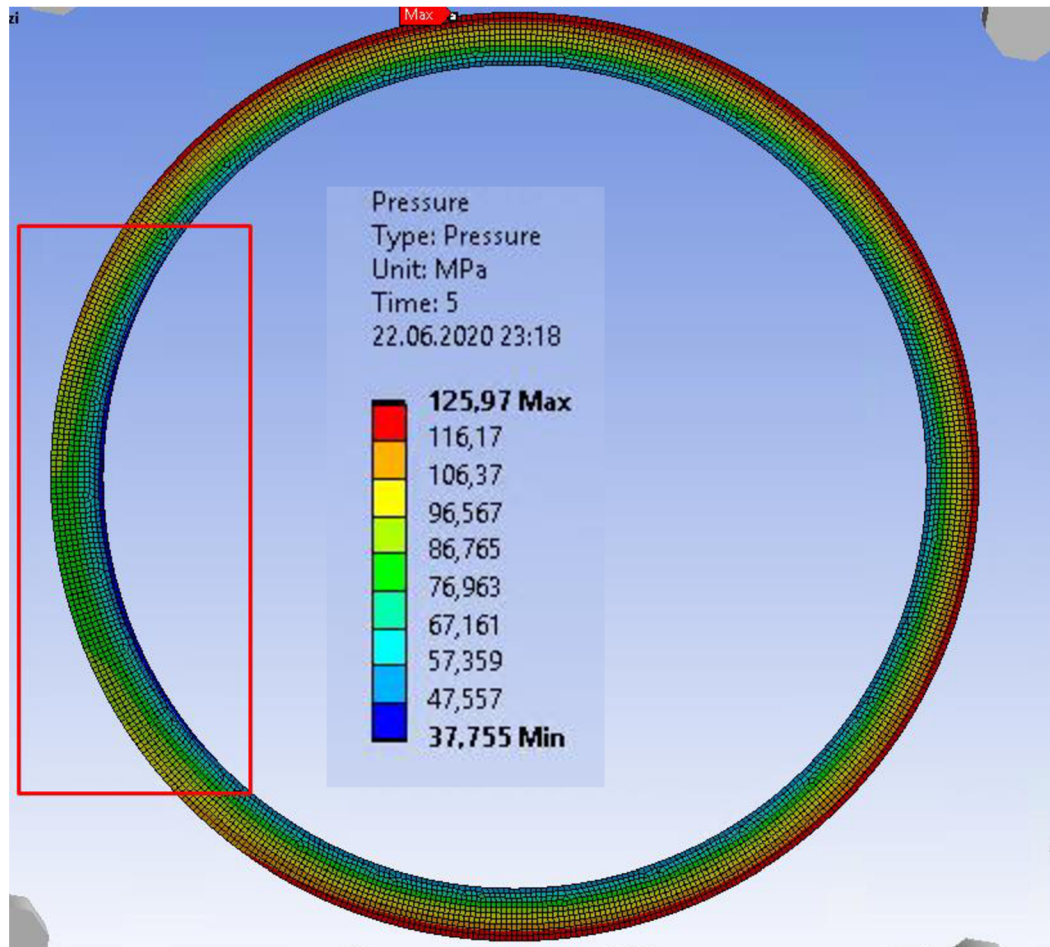 zi
Max
Pressure
Type: Pressure
Unit: MPa
Time: 5
22.06.2020 23:18
125,97 Max
116,17
106,37
96,567
86,765
76,963
67,161
57,359
47,557
37,755 Min